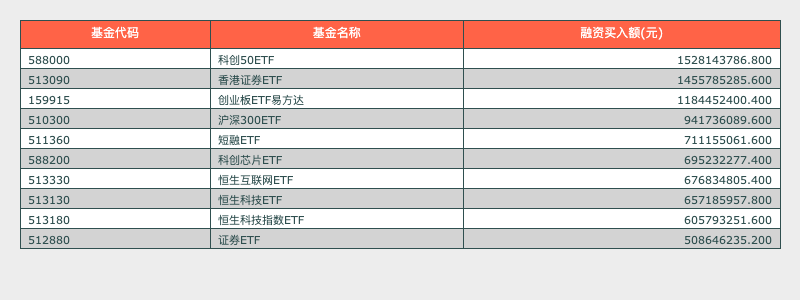 基金代码 基金名称 融资买入额(元)
588000 科创50ETF 1528143786.800
513090 香港证券ETF 1455785285.600
159915 创业板ETF易方达 1184452400.400
510300 沪深300ETF 941736089.600
511360 短融ETF 711155061.600
588200 科创芯片ETF 695232277.400
513330 恒生互联网ETF 676834805.400
513130 恒生科技ETF 657185957.800
513180 恒生科技指数ETF 605793251.600
512880 证券ETF 508646235.200